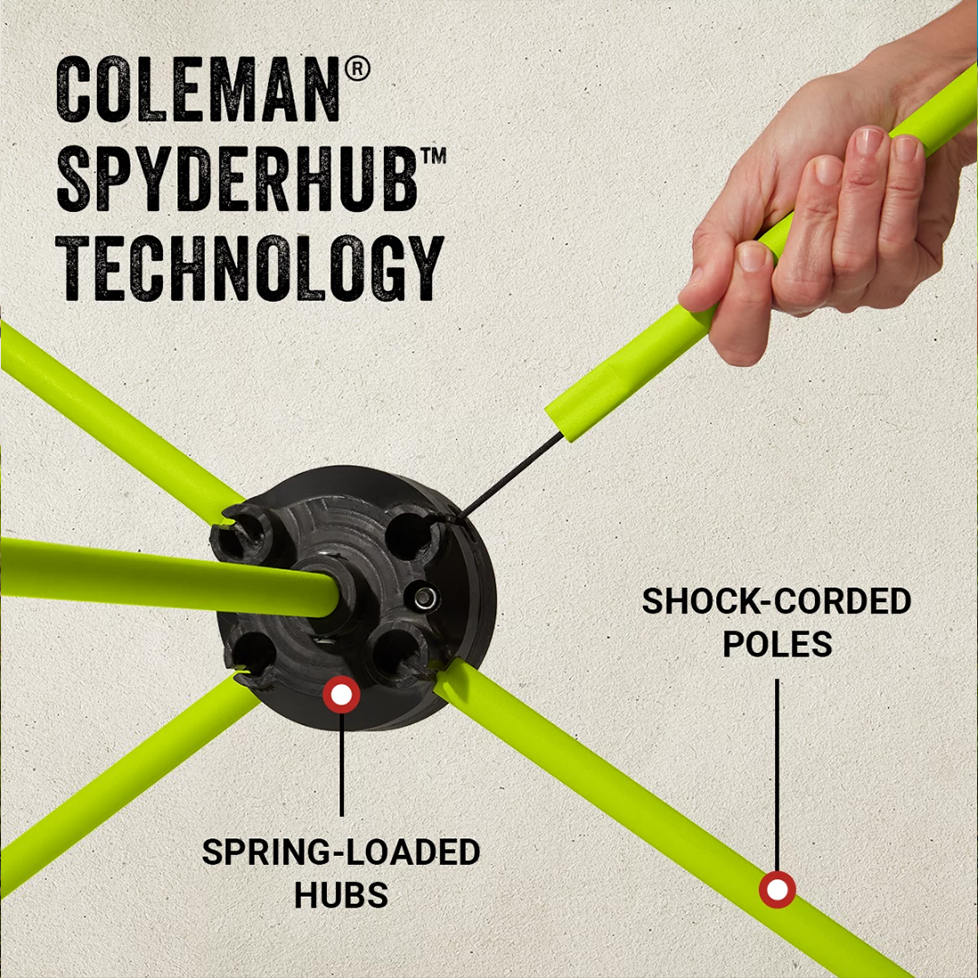 COLEMAN®
SPYDERHUB™
TECHNOLOGY
SHOCK-CORDED
POLES
SPRING-LOADED
HUBS